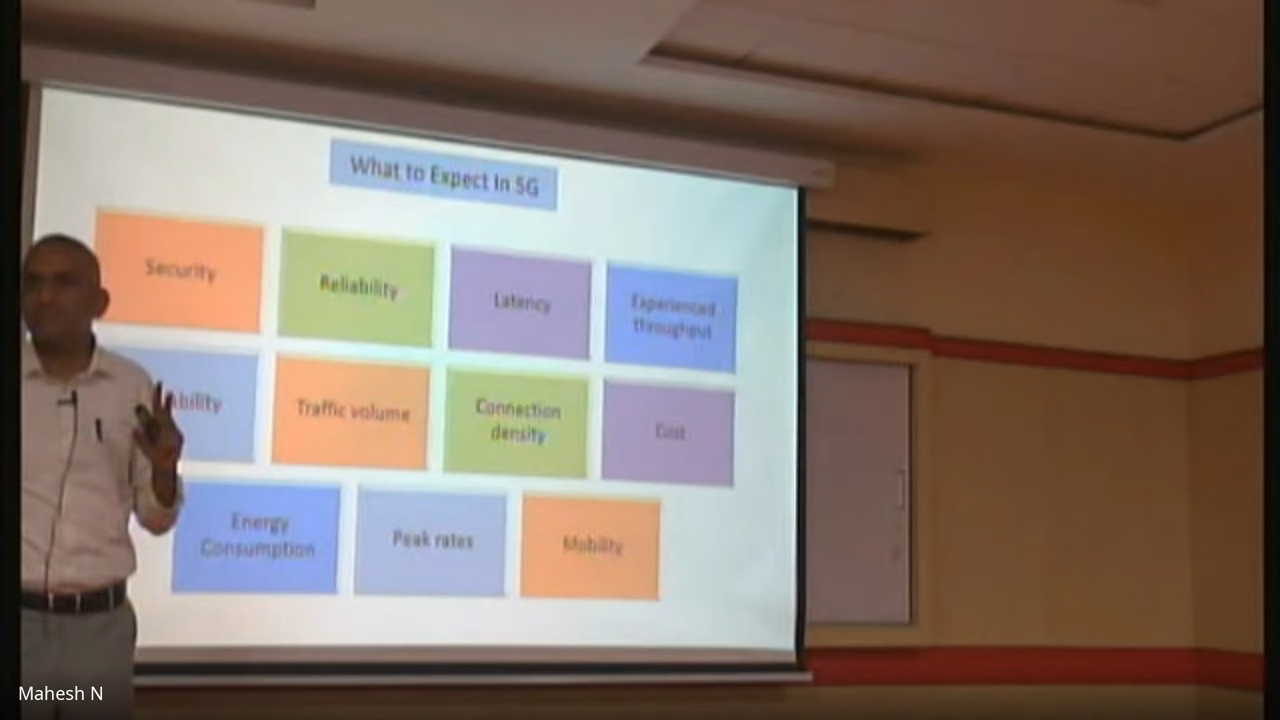 What to Expect in 5G
Security
Reliability
Latency
Experienced
throughput
Traffic volume
Connection
density
Cost
Energy
Consumption
Peak rates
Mobility
Mahesh N